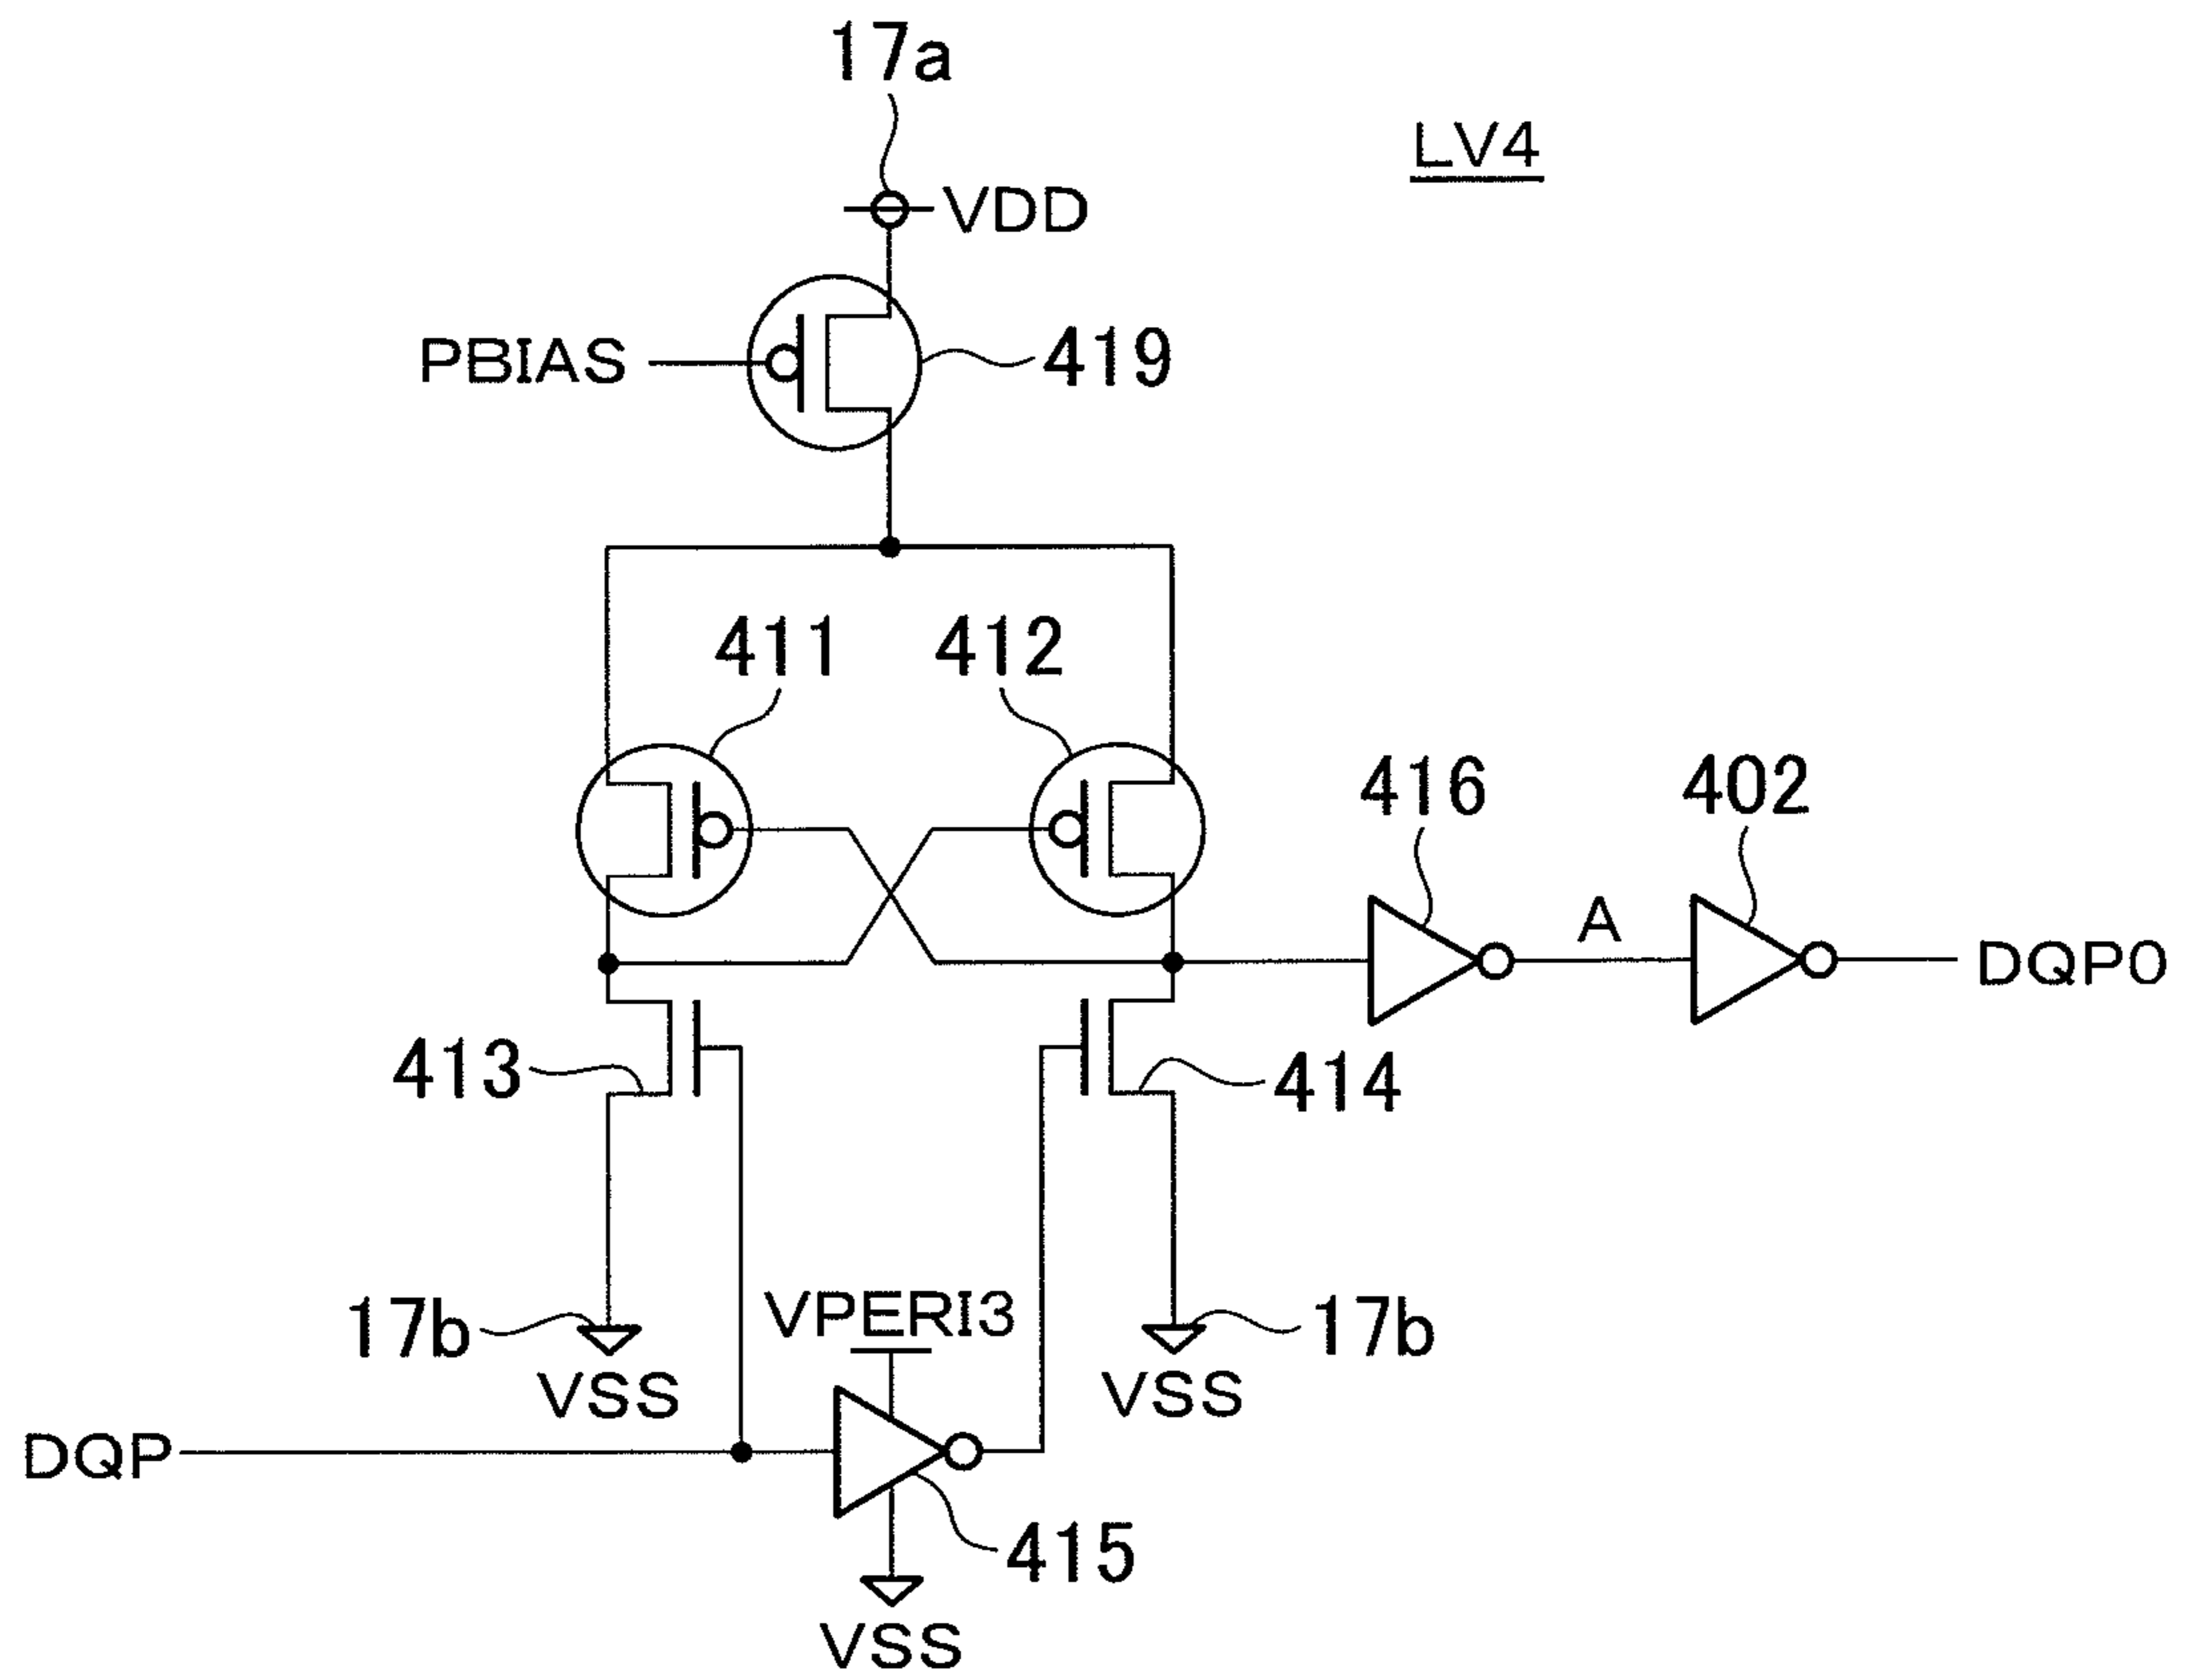 17a
LV4
VDD
PBIAS
419
411
412
416
402
A
DQP0
413
414
VPERI3
17b
17b
VSS
VSS
DQP
415
VSS